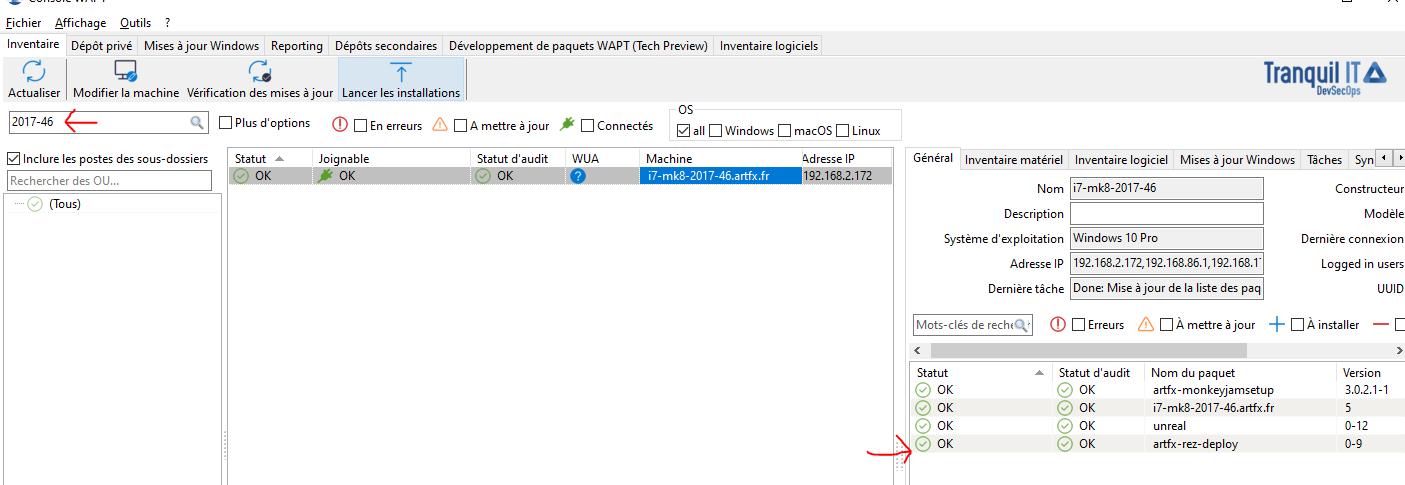 Console WAPT
Fichier Affichage Outils ?
Inventaire Dépôt privé Mises à jour Windows Reporting Dépôts secondaires Développement de paquets WAPT (Tech Preview) Inventaire logiciels
Actualiser Modifier la machine Vérification des mises à jour Lancer les installations
Tranquil IT
DevSecOps
2017-46 Plus d'options En erreurs A mettre à jour Connectés
OS
all Windows macOS Linux
Inclure les postes des sous-dossiers
Rechercher des OU...
(Tous)
Statut Joignable Statut d'audit WUA Machine Adresse IP
OK OK OK i7-mk8-2017-46.artfx.fr 192.168.2.172
Général Inventaire matériel Inventaire logiciel Mises à jour Windows Tâches Syn
Nom i7-mk8-2017-46 Constructeur
Description Modèle
Système d'exploitation Windows 10 Pro Dernière connexion
Adresse IP 192.168.2.172,192.168.86.1,192.168.1 Logged in users
Dernière tâche Done: Mise à jour de la liste des paq UUID
Mots-clés de reche Erreurs À mettre à jour À installer
Statut Statut d'audit Nom du paquet Version
OK OK artfx-monkeyjamsetup 3.0.2.1-1
OK OK i7-mk8-2017-46.artfx.fr 5
OK OK unreal 0-12
OK OK artfx-rez-deploy 0-9